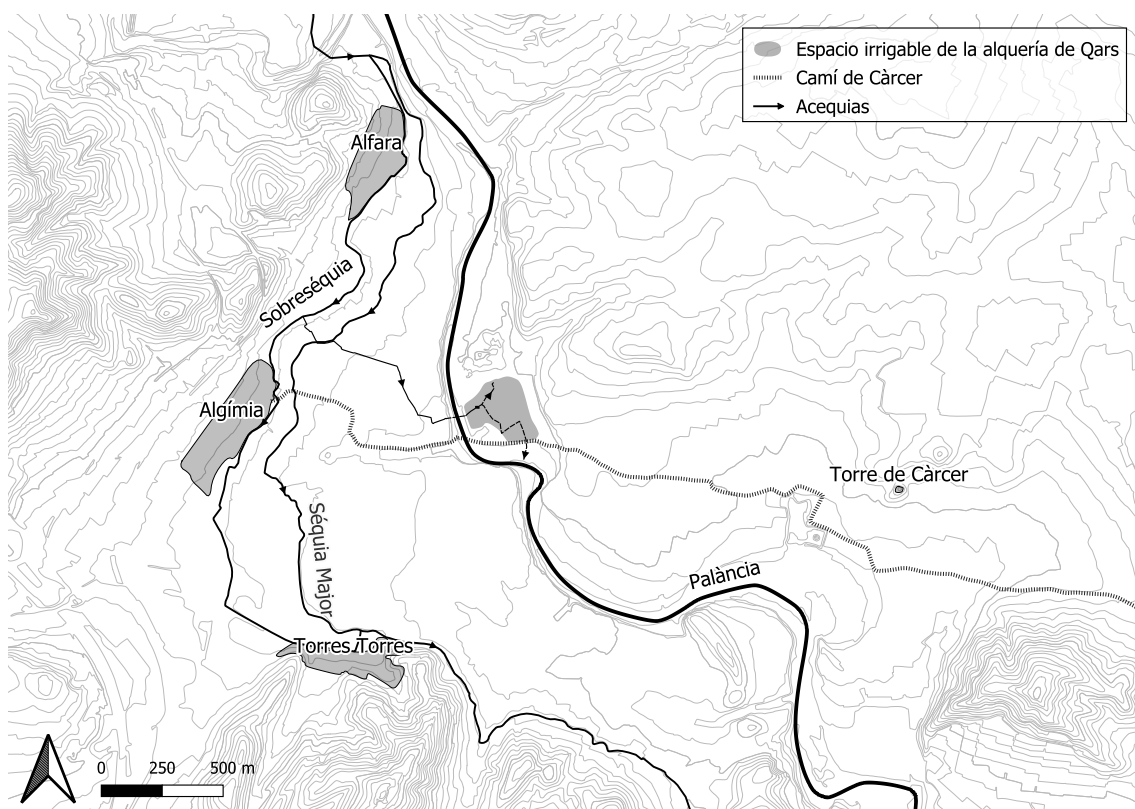 Espacio irrigable de la alquería de Qars
Camí de Càrcer
Acequias
Alfara
Sobreséquia
Algímia
Torre de Càrcer
Séquia Major
Palància
Torres Torres
0 250 500 m